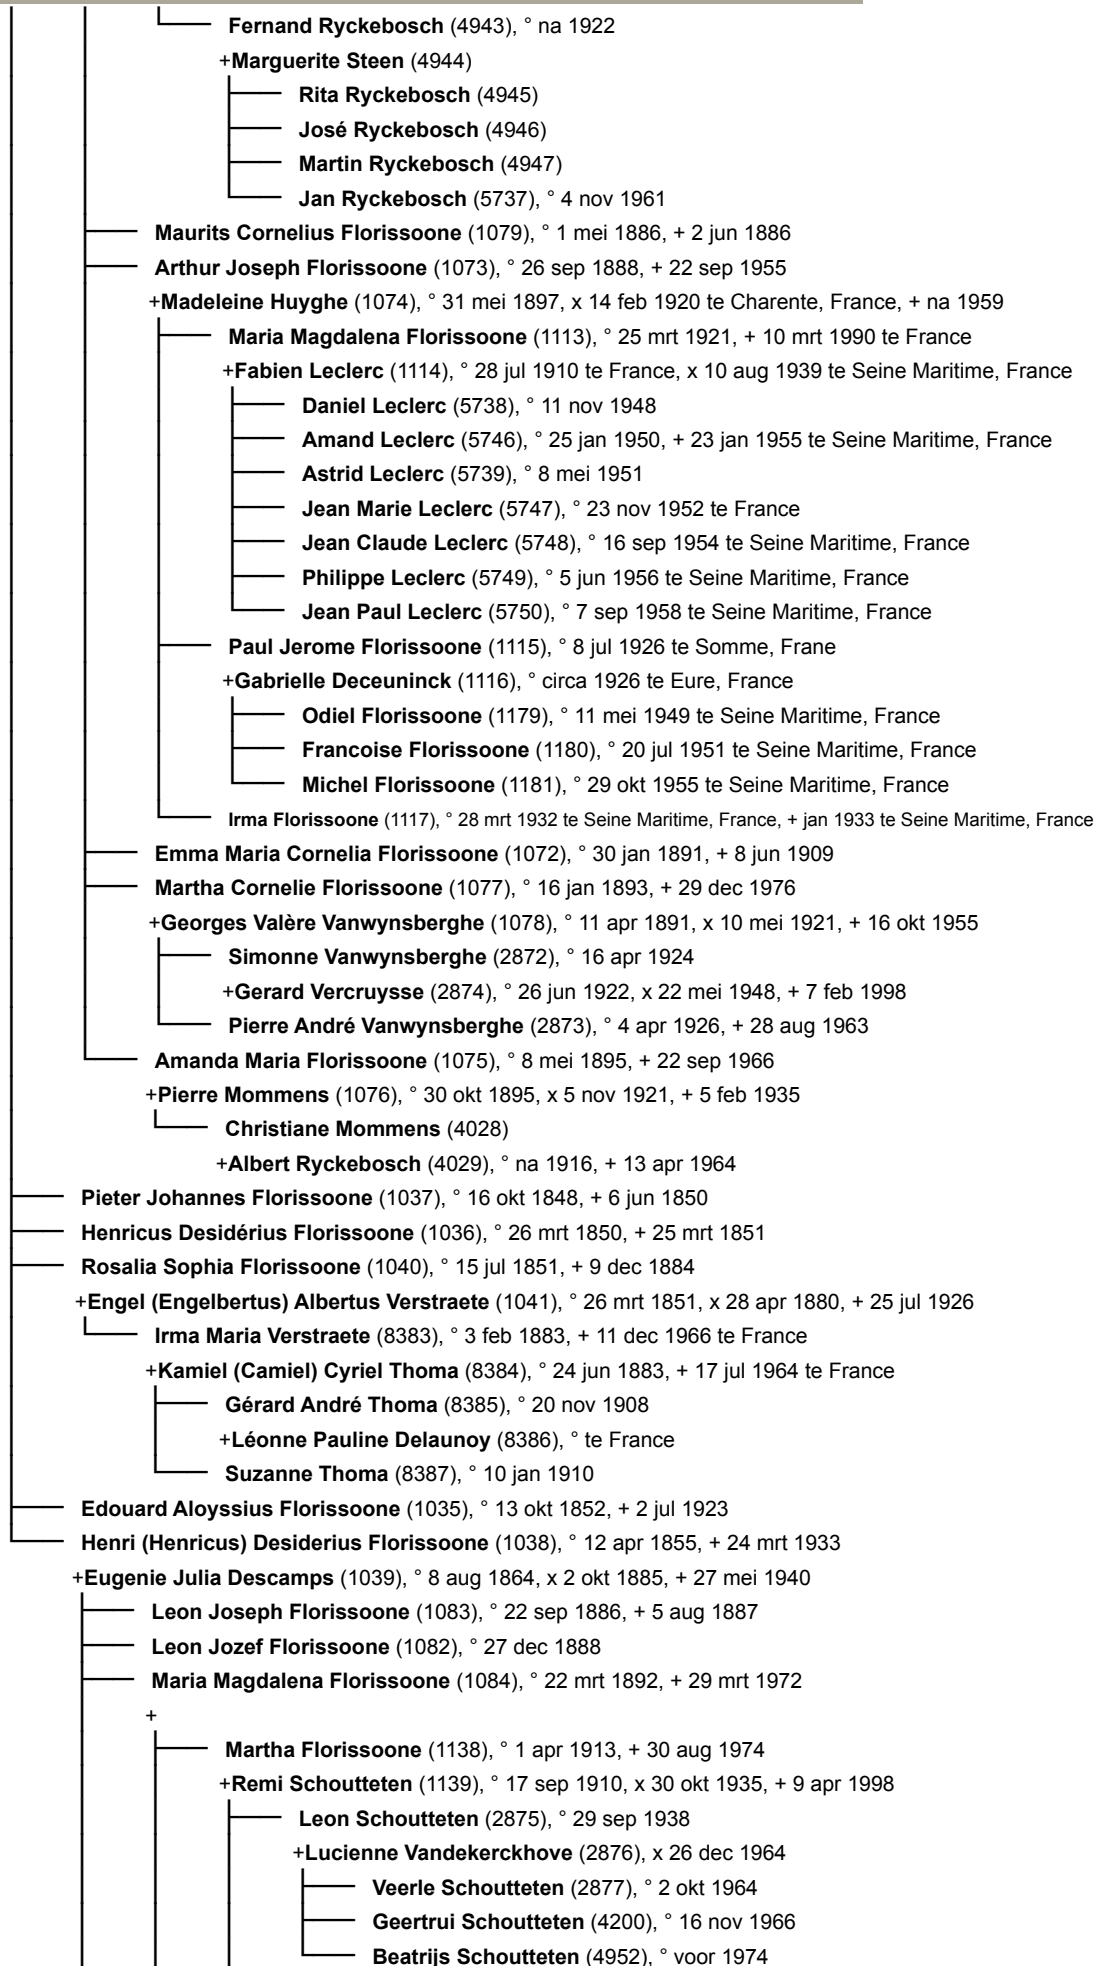 Fernand Ryckebosch (4943), ° na 1922
+Marguerite Steen (4944)
Rita Ryckebosch (4945)
José Ryckebosch (4946)
Martin Ryckebosch (4947)
Jan Ryckebosch (5737), ° 4 nov 1961
Maurits Cornelius Florissoone (1079), ° 1 mei 1886, + 2 jun 1886
Arthur Joseph Florissoone (1073), ° 26 sep 1888, + 22 sep 1955
+Madeleine Huyghe (1074), ° 31 mei 1897, x 14 feb 1920 te Charente, France, + na 1959
Maria Magdalena Florissoone (1113), ° 25 mrt 1921, + 10 mrt 1990 te France
+Fabien Leclerc (1114), ° 28 jul 1910 te France, x 10 aug 1939 te Seine Maritime, France
Daniel Leclerc (5738), ° 11 nov 1948
Amand Leclerc (5746), ° 25 jan 1950, + 23 jan 1955 te Seine Maritime, France
Astrid Leclerc (5739), ° 8 mei 1951
Jean Marie Leclerc (5747), ° 23 nov 1952 te France
Jean Claude Leclerc (5748), ° 16 sep 1954 te Seine Maritime, France
Philippe Leclerc (5749), ° 5 jun 1956 te Seine Maritime, France
Jean Paul Leclerc (5750), ° 7 sep 1958 te Seine Maritime, France
Paul Jerome Florissoone (1115), ° 8 jul 1926 te Somme, Frane
+Gabrielle Deceuninck (1116), ° circa 1926 te Eure, France
Odiel Florissoone (1179), ° 11 mei 1949 te Seine Maritime, France
Francoise Florissoone (1180), ° 20 jul 1951 te Seine Maritime, France
Michel Florissoone (1181), ° 29 okt 1955 te Seine Maritime, France
Irma Florissoone (1117), ° 28 mrt 1932 te Seine Maritime, France, + jan 1933 te Seine Maritime, France
Emma Maria Cornelia Florissoone (1072), ° 30 jan 1891, + 8 jun 1909
Martha Cornelie Florissoone (1077), ° 16 jan 1893, + 29 dec 1976
+Georges Valère Vanwynsberghe (1078), ° 11 apr 1891, x 10 mei 1921, + 16 okt 1955
Simonne Vanwynsberghe (2872), ° 16 apr 1924
+Gerard Vercruysse (2874), ° 26 jun 1922, x 22 mei 1948, + 7 feb 1998
Pierre André Vanwynsberghe (2873), ° 4 apr 1926, + 28 aug 1963
Amanda Maria Florissoone (1075), ° 8 mei 1895, + 22 sep 1966
+Pierre Mommens (1076), ° 30 okt 1895, x 5 nov 1921, + 5 feb 1935
Christiane Mommens (4028)
+Albert Ryckebosch (4029), ° na 1916, + 13 apr 1964
Pieter Johannes Florissoone (1037), ° 16 okt 1848, + 6 jun 1850
Henricus Desidérius Florissoone (1036), ° 26 mrt 1850, + 25 mrt 1851
Rosalia Sophia Florissoone (1040), ° 15 jul 1851, + 9 dec 1884
+Engel (Engelbertus) Albertus Verstraete (1041), ° 26 mrt 1851, x 28 apr 1880, + 25 jul 1926
Irma Maria Verstraete (8383), ° 3 feb 1883, + 11 dec 1966 te France
+Kamiel (Camiel) Cyriel Thoma (8384), ° 24 jun 1883, + 17 jul 1964 te France
Gérard André Thoma (8385), ° 20 nov 1908
+Léonne Pauline Delaunoy (8386), ° te France
Suzanne Thoma (8387), ° 10 jan 1910
Edouard Aloyssius Florissoone (1035), ° 13 okt 1852, + 2 jul 1923
Henri (Henricus) Desiderius Florissoone (1038), ° 12 apr 1855, + 24 mrt 1933
+Eugenie Julia Descamps (1039), ° 8 aug 1864, x 2 okt 1885, + 27 mei 1940
Leon Joseph Florissoone (1083), ° 22 sep 1886, + 5 aug 1887
Leon Jozef Florissoone (1082), ° 27 dec 1888
Maria Magdalena Florissoone (1084), ° 22 mrt 1892, + 29 mrt 1972
+
Martha Florissoone (1138), ° 1 apr 1913, + 30 aug 1974
+Remi Schoutteten (1139), ° 17 sep 1910, x 30 okt 1935, + 9 apr 1998
Leon Schoutteten (2875), ° 29 sep 1938
+Lucienne Vandekerckhove (2876), x 26 dec 1964
Veerle Schoutteten (2877), ° 2 okt 1964
Geertrui Schoutteten (4200), ° 16 nov 1966
Beatrijs Schoutteten (4952), ° voor 1974